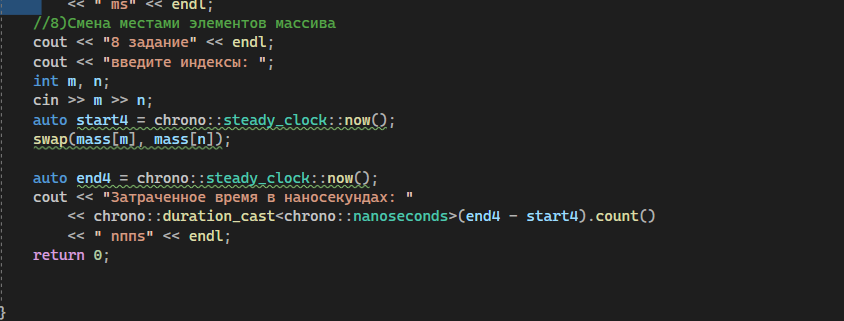 << " ms" << endl;
//8)Смена местами элементов массива
cout << "8 задание" << endl;
cout << "введите индексы: ";
int m, n;
cin >> m >> n;
auto start4 = chrono::steady_clock::now();
swap(mass[m], mass[n]);
auto end4 = chrono::steady_clock::now();
cout << "Затраченное время в наносекундах: "
<< chrono::duration_cast<chrono::nanoseconds>(end4 - start4).count()
<< " nnns" << endl;
return 0;
}